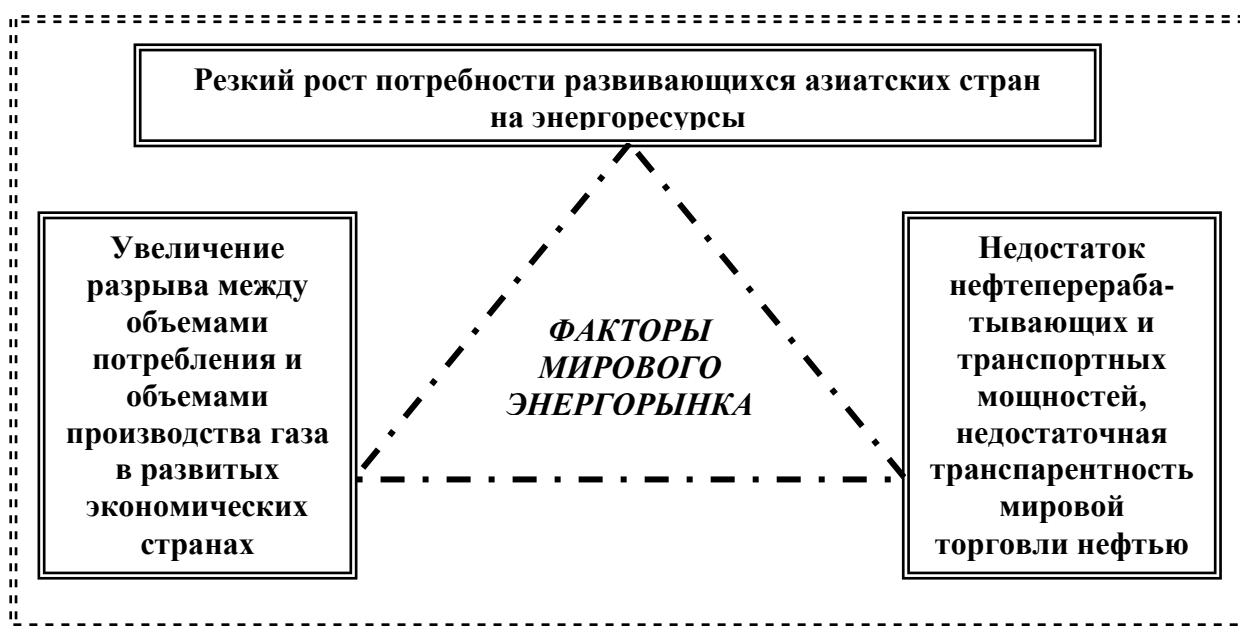 Резкий рост потребности развивающихся азиатских стран
на энергоресурсы
Увеличение
разрыва между
объемами
потребления и
объемами
производства газа
в развитых
экономических
странах
ФАКТОРЫ
МИРОВОГО
ЭНЕРГОРЫНКА
Недостаток
нефтеперераба-
тывающих и
транспортных
мощностей,
недостаточная
транспарентность
мировой
торговли нефтью